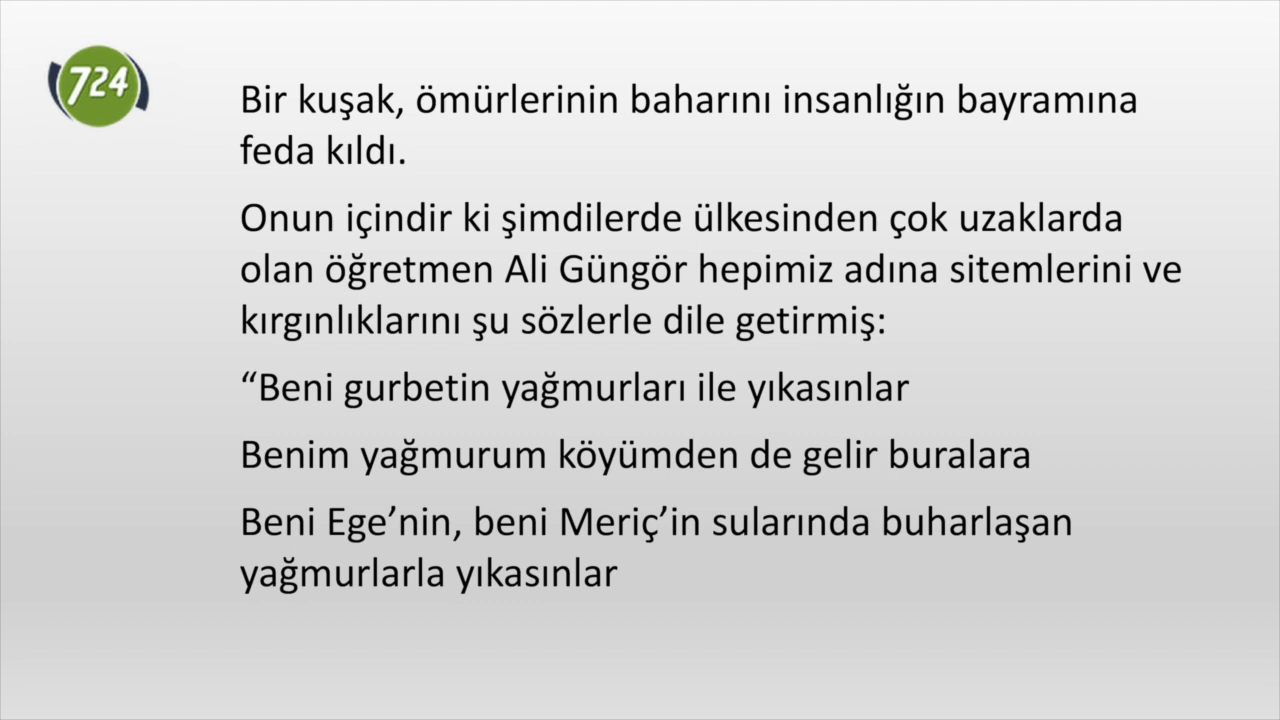 724
Bir kuşak, ömürlerinin baharını insanlığın bayramına
feda kıldı.
Onun içindir ki şimdilerde ülkesinden çok uzaklarda
olan öğretmen Ali Güngör hepimiz adına sitemlerini ve
kırgınlıklarını şu sözlerle dile getirmiş:
“Beni gurbetin yağmurları ile yıkasınlar
Benim yağmurum köyümden de gelir buralara
Beni Ege’nin, beni Meriç’in sularında buharlaşan
yağmurlarla yıkasınlar